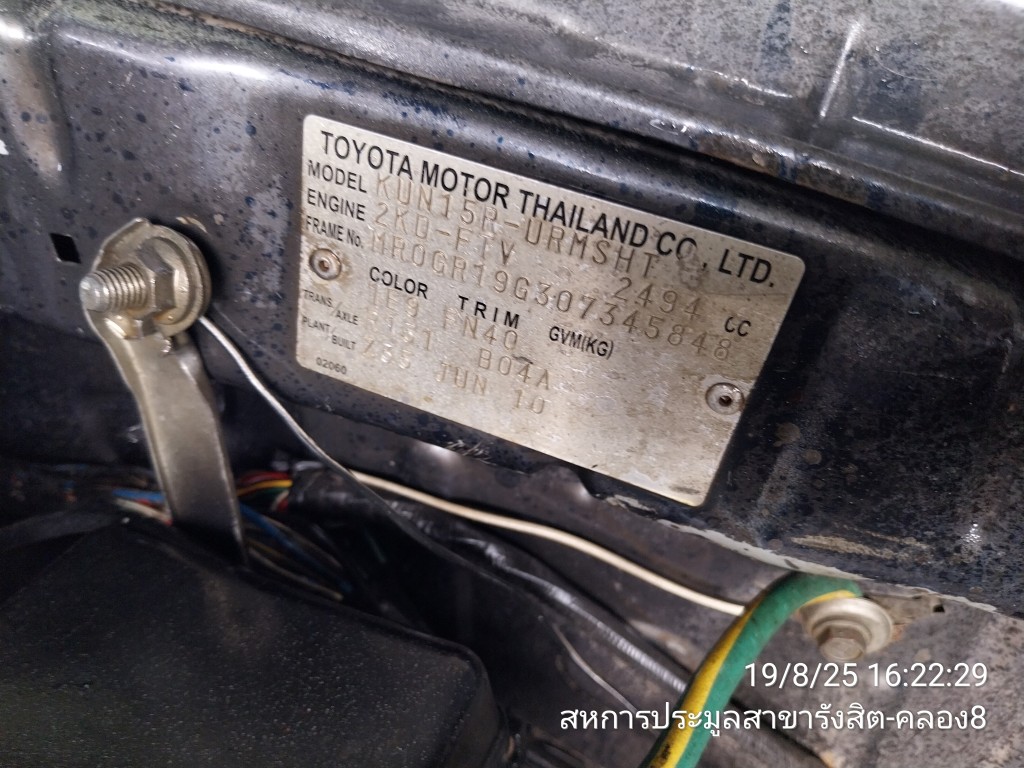 TOYOTA MOTOR THAILAND CO., LTD.
MODEL KUN15R-URMSHT
ENGINE 2KD-FTV 2494 CC
FRAME No. MR0GR19G307345848
COLOR TRIM GVM(KG)
1E9 FN40
TRANS./AXLE B04A
PLANT/BUILT JUN 10
02060
19/8/25 16:22:29
สหการประมูลสาขารังสิต-คลอง8